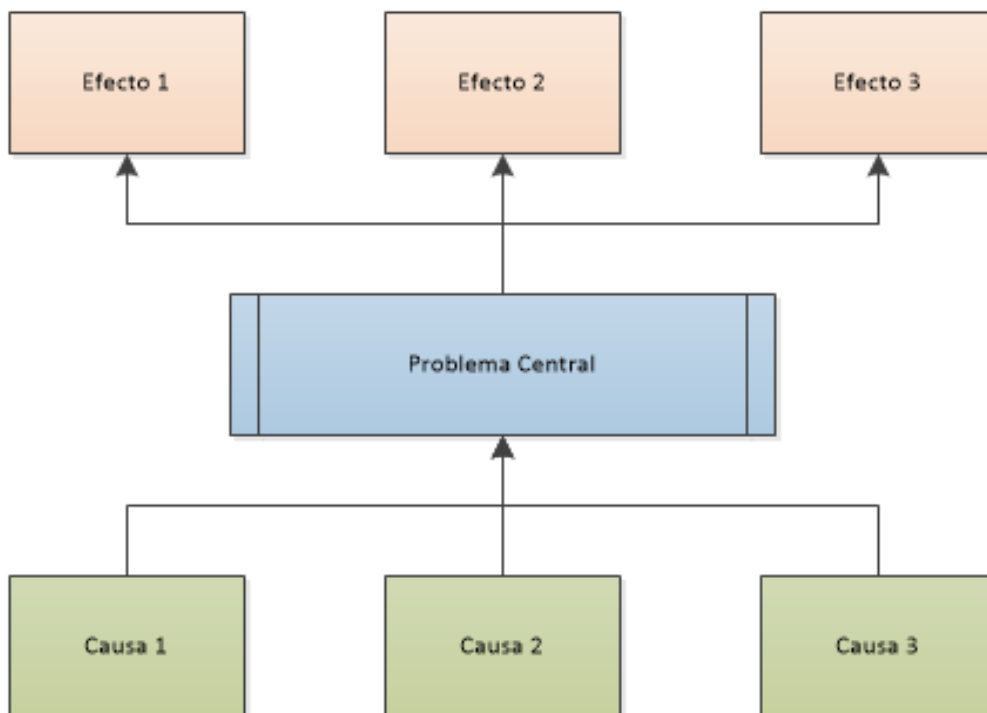 Efecto 1
Efecto 2
Efecto 3
Problema Central
Causa 1
Causa 2
Causa 3